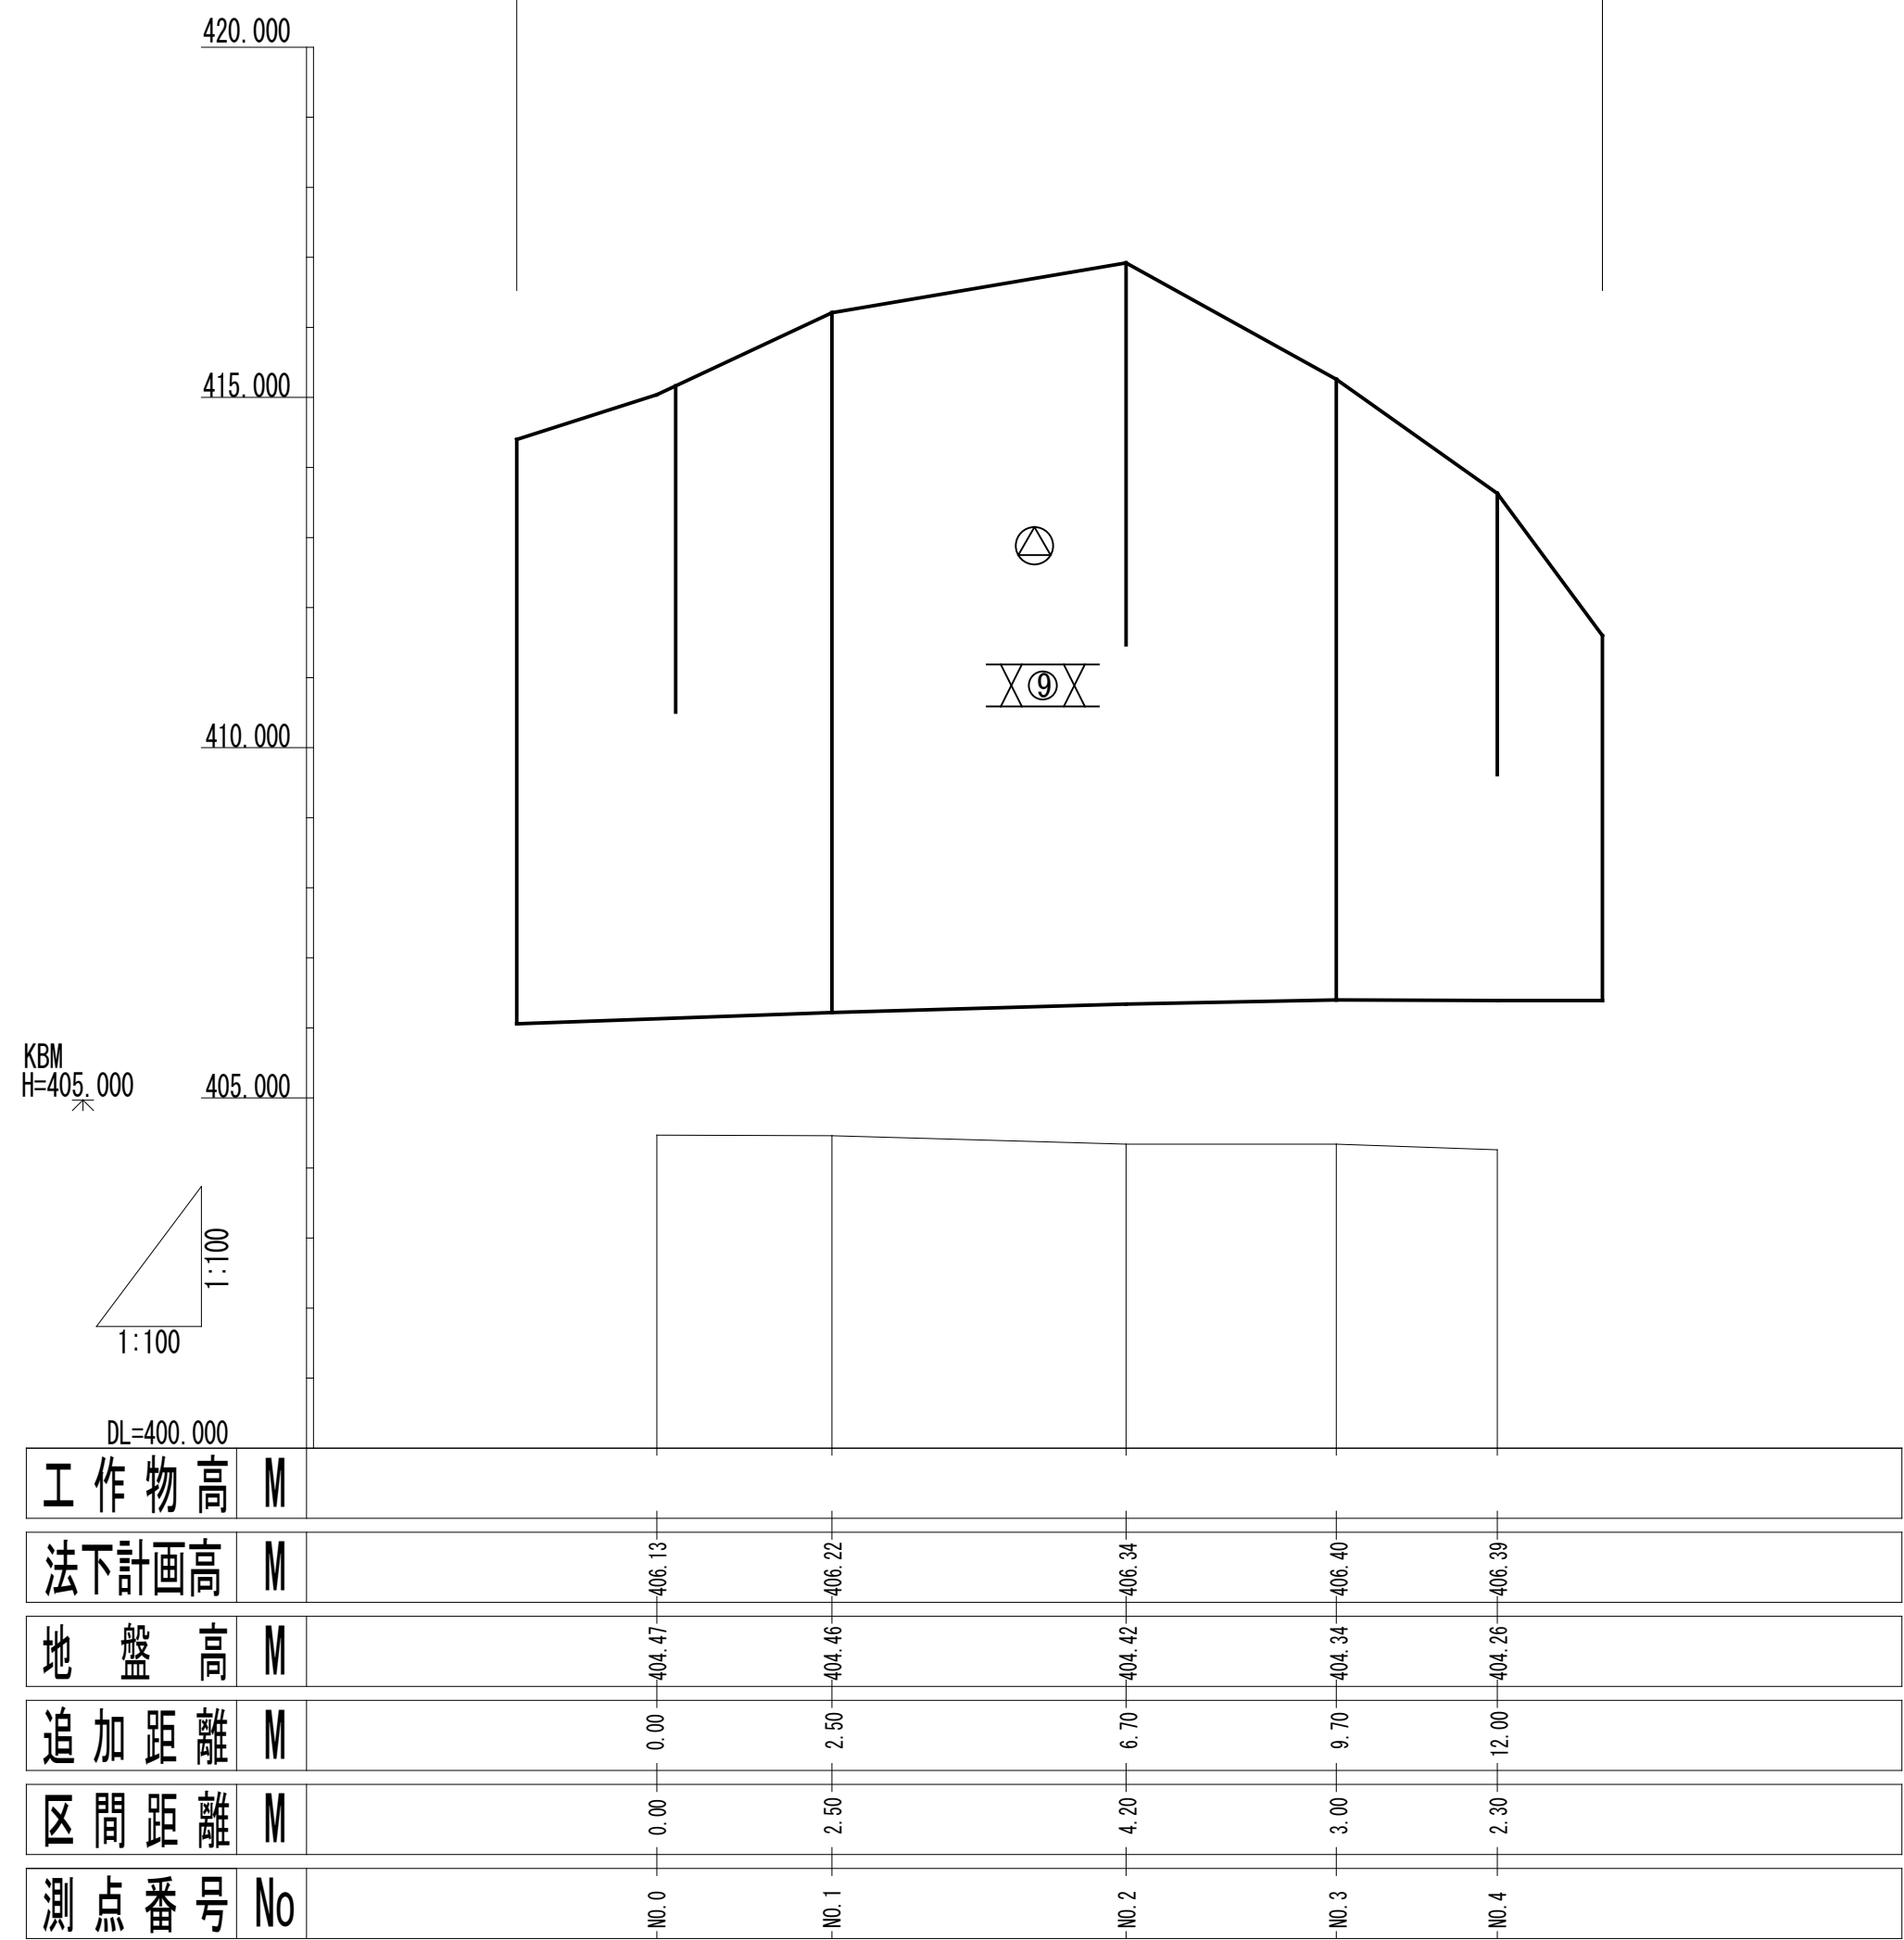 420.000
415.000
⑨
410.000
KBM
H=405.000
405.000
1:100
1:100
DL=400.000
工作物高 M
法下計画高 M 406.13 406.22 406.34 406.40 406.39
地盤高 M 404.47 404.46 404.42 404.34 404.26
追加距離 M 0.00 2.50 6.70 9.70 12.00
区間距離 M 0.00 2.50 4.20 3.00 2.30
測点番号 No NO.0 NO.1 NO.2 NO.3 NO.4